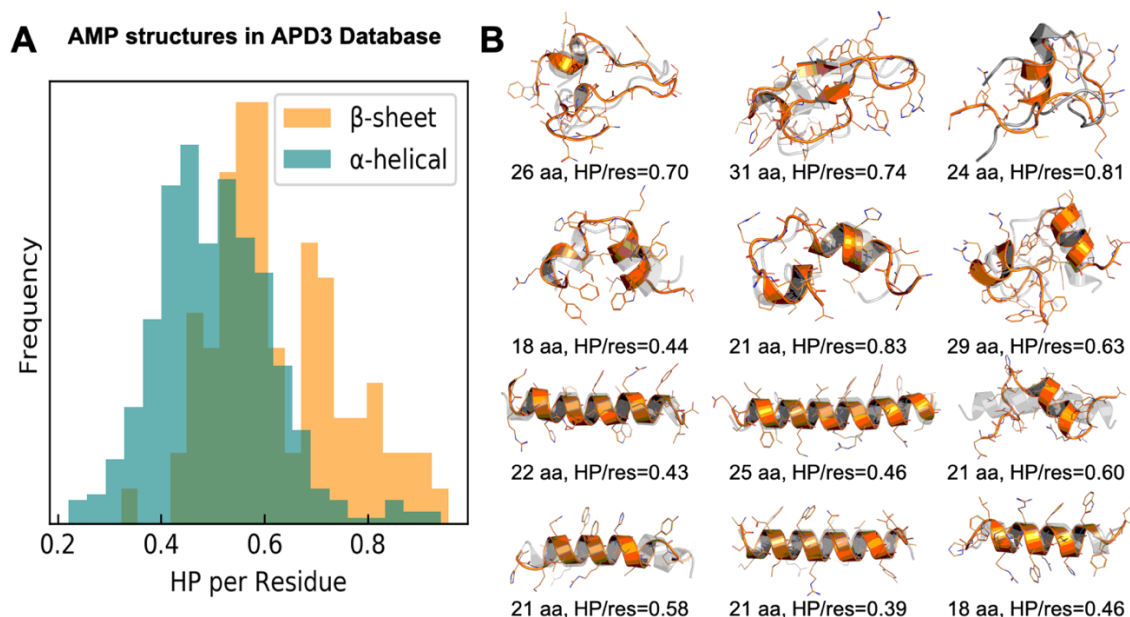 A
AMP structures in APD3 Database
β-sheet
α-helical
Frequency
0.2
0.4
0.6
0.8
HP per Residue
B
26 aa, HP/res=0.70
31 aa, HP/res=0.74
24 aa, HP/res=0.81
18 aa, HP/res=0.44
21 aa, HP/res=0.83
29 aa, HP/res=0.63
22 aa, HP/res=0.43
25 aa, HP/res=0.46
21 aa, HP/res=0.60
21 aa, HP/res=0.58
21 aa, HP/res=0.39
18 aa, HP/res=0.46